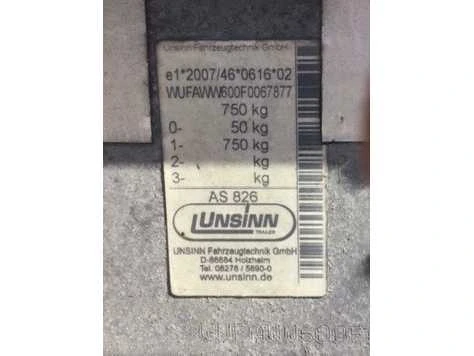 Unsinn Fahrzeugtechnik GmbH
e1*2007/46*0616*02
WUFAWWW600F0067877
750 kg
0- 50 kg
1- 750 kg
2- kg
3- kg
AS 826
UNSINN
TRAILER
UNSINN Fahrzeugtechnik GmbH
D-86684 Holzheim
Tel. 08276 / 5890-0
www.unsinn.de